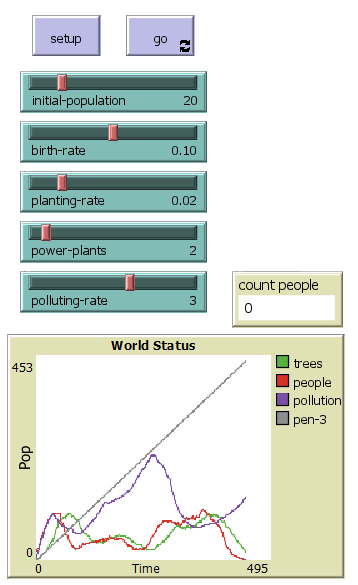 setup go
initial-population 20
birth-rate 0.10
planting-rate 0.02
power-plants 2
polluting-rate 3
count people
0
World Status
453
trees
people
pollution
pen-3
Pop
0
0 Time 495